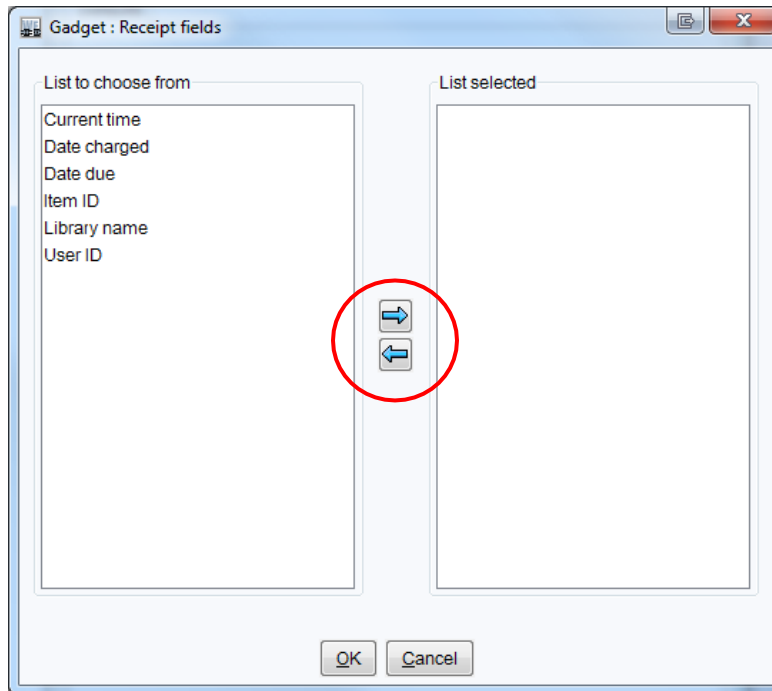 Gadget : Receipt fields
List to choose from
List selected
Current time
Date charged
Date due
Item ID
Library name
User ID
OK
Cancel